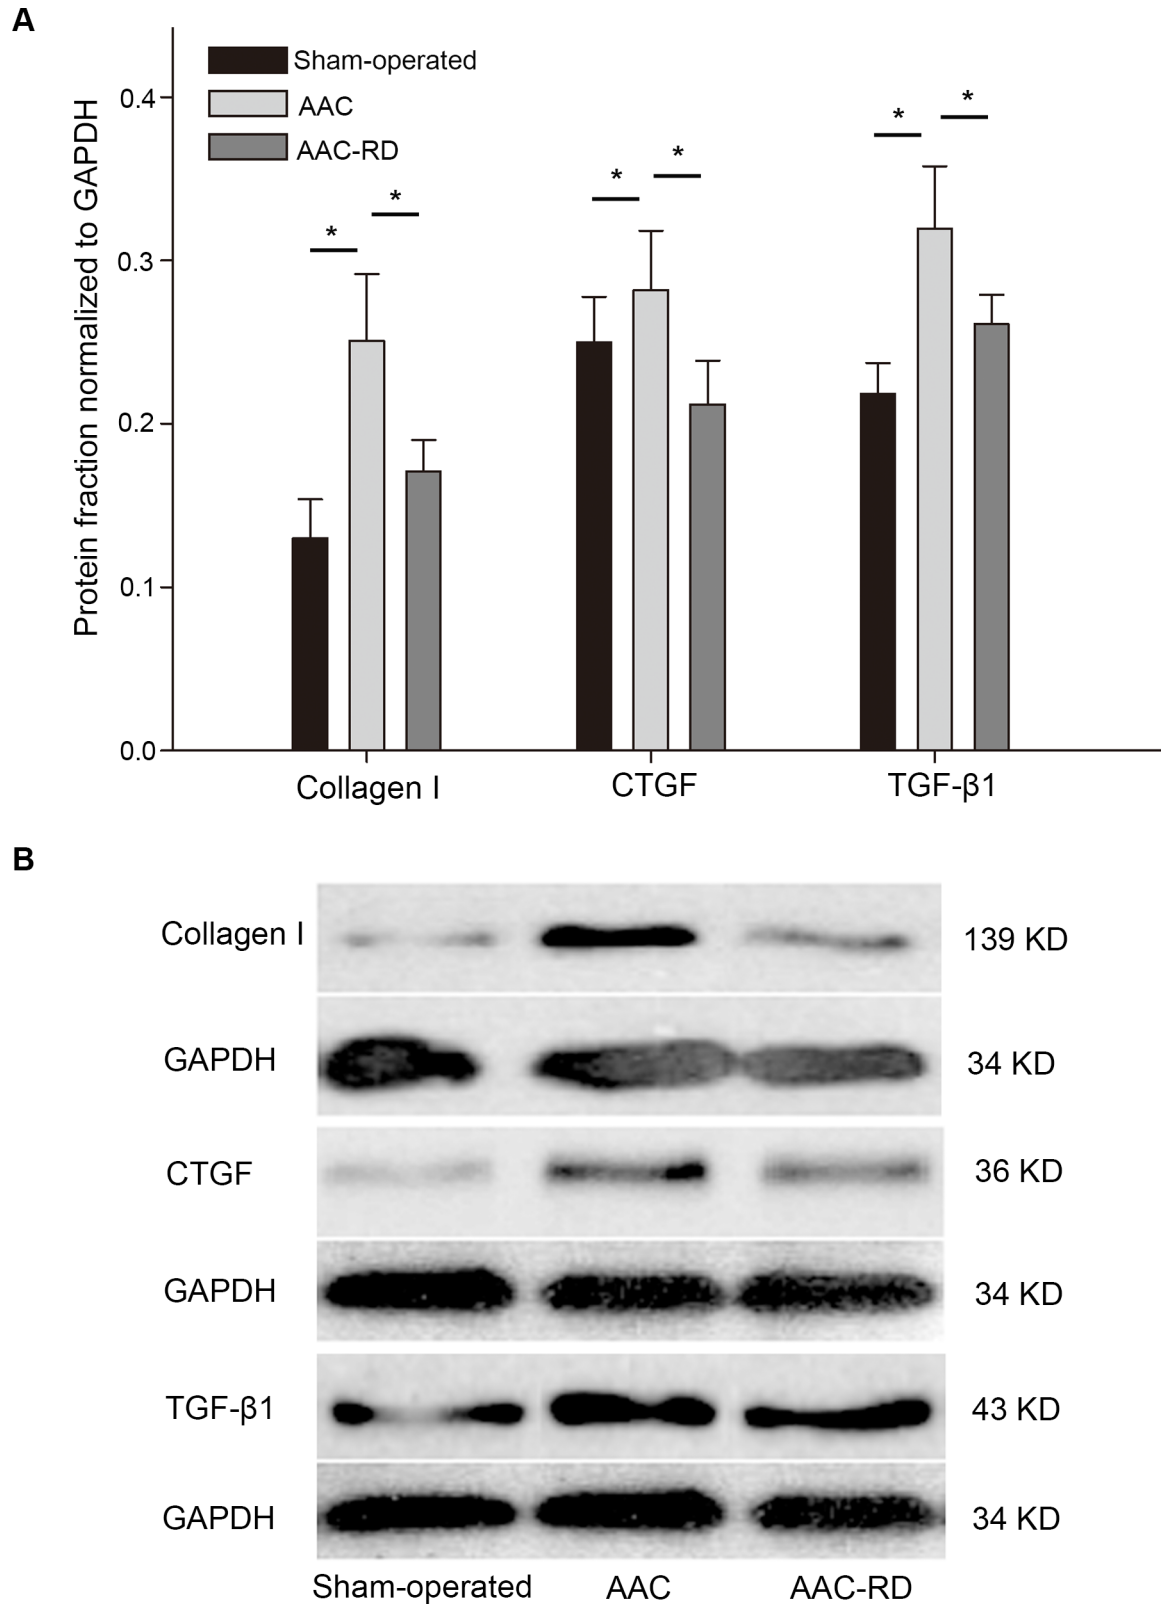 A
Sham-operated
AAC
AAC-RD
Protein fraction normalized to GAPDH
0.4
0.3
0.2
0.1
0.0
* * * * * *
Collagen I CTGF TGF-β1
B
Collagen I 139 KD
GAPDH 34 KD
CTGF 36 KD
GAPDH 34 KD
TGF-β1 43 KD
GAPDH 34 KD
Sham-operated AAC AAC-RD